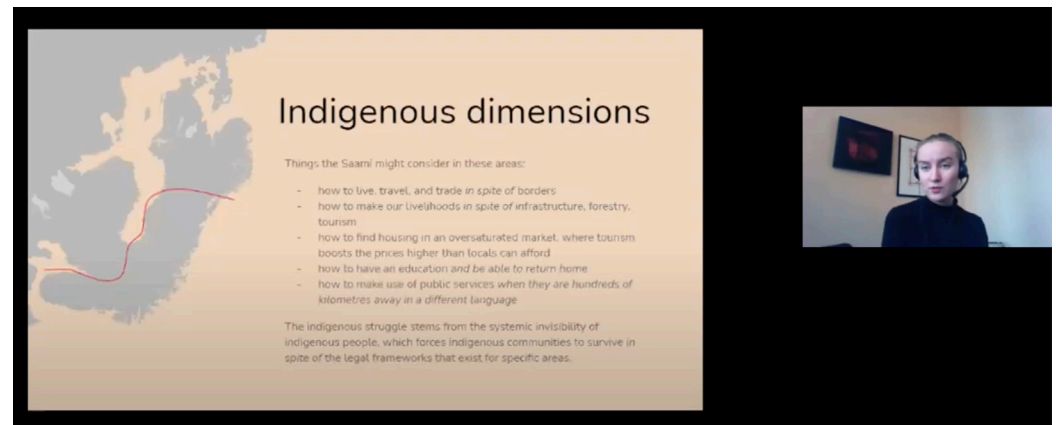 Indigenous dimensions
Things the Saami might consider in these areas:
- how to live, travel, and trade in spite of borders
- how to make our livelihoods in spite of infrastructure, forestry,
tourism
- how to find housing in an oversaturated market, where tourism
boosts the prices higher than locals can afford
- how to have an education and be able to return home
- how to make use of public services when they are hundreds of
kilometres away in a different language
The indigenous struggle stems from the systemic invisibility of
indigenous people, which forces indigenous communities to survive in
spite of the legal frameworks that exist for specific areas.